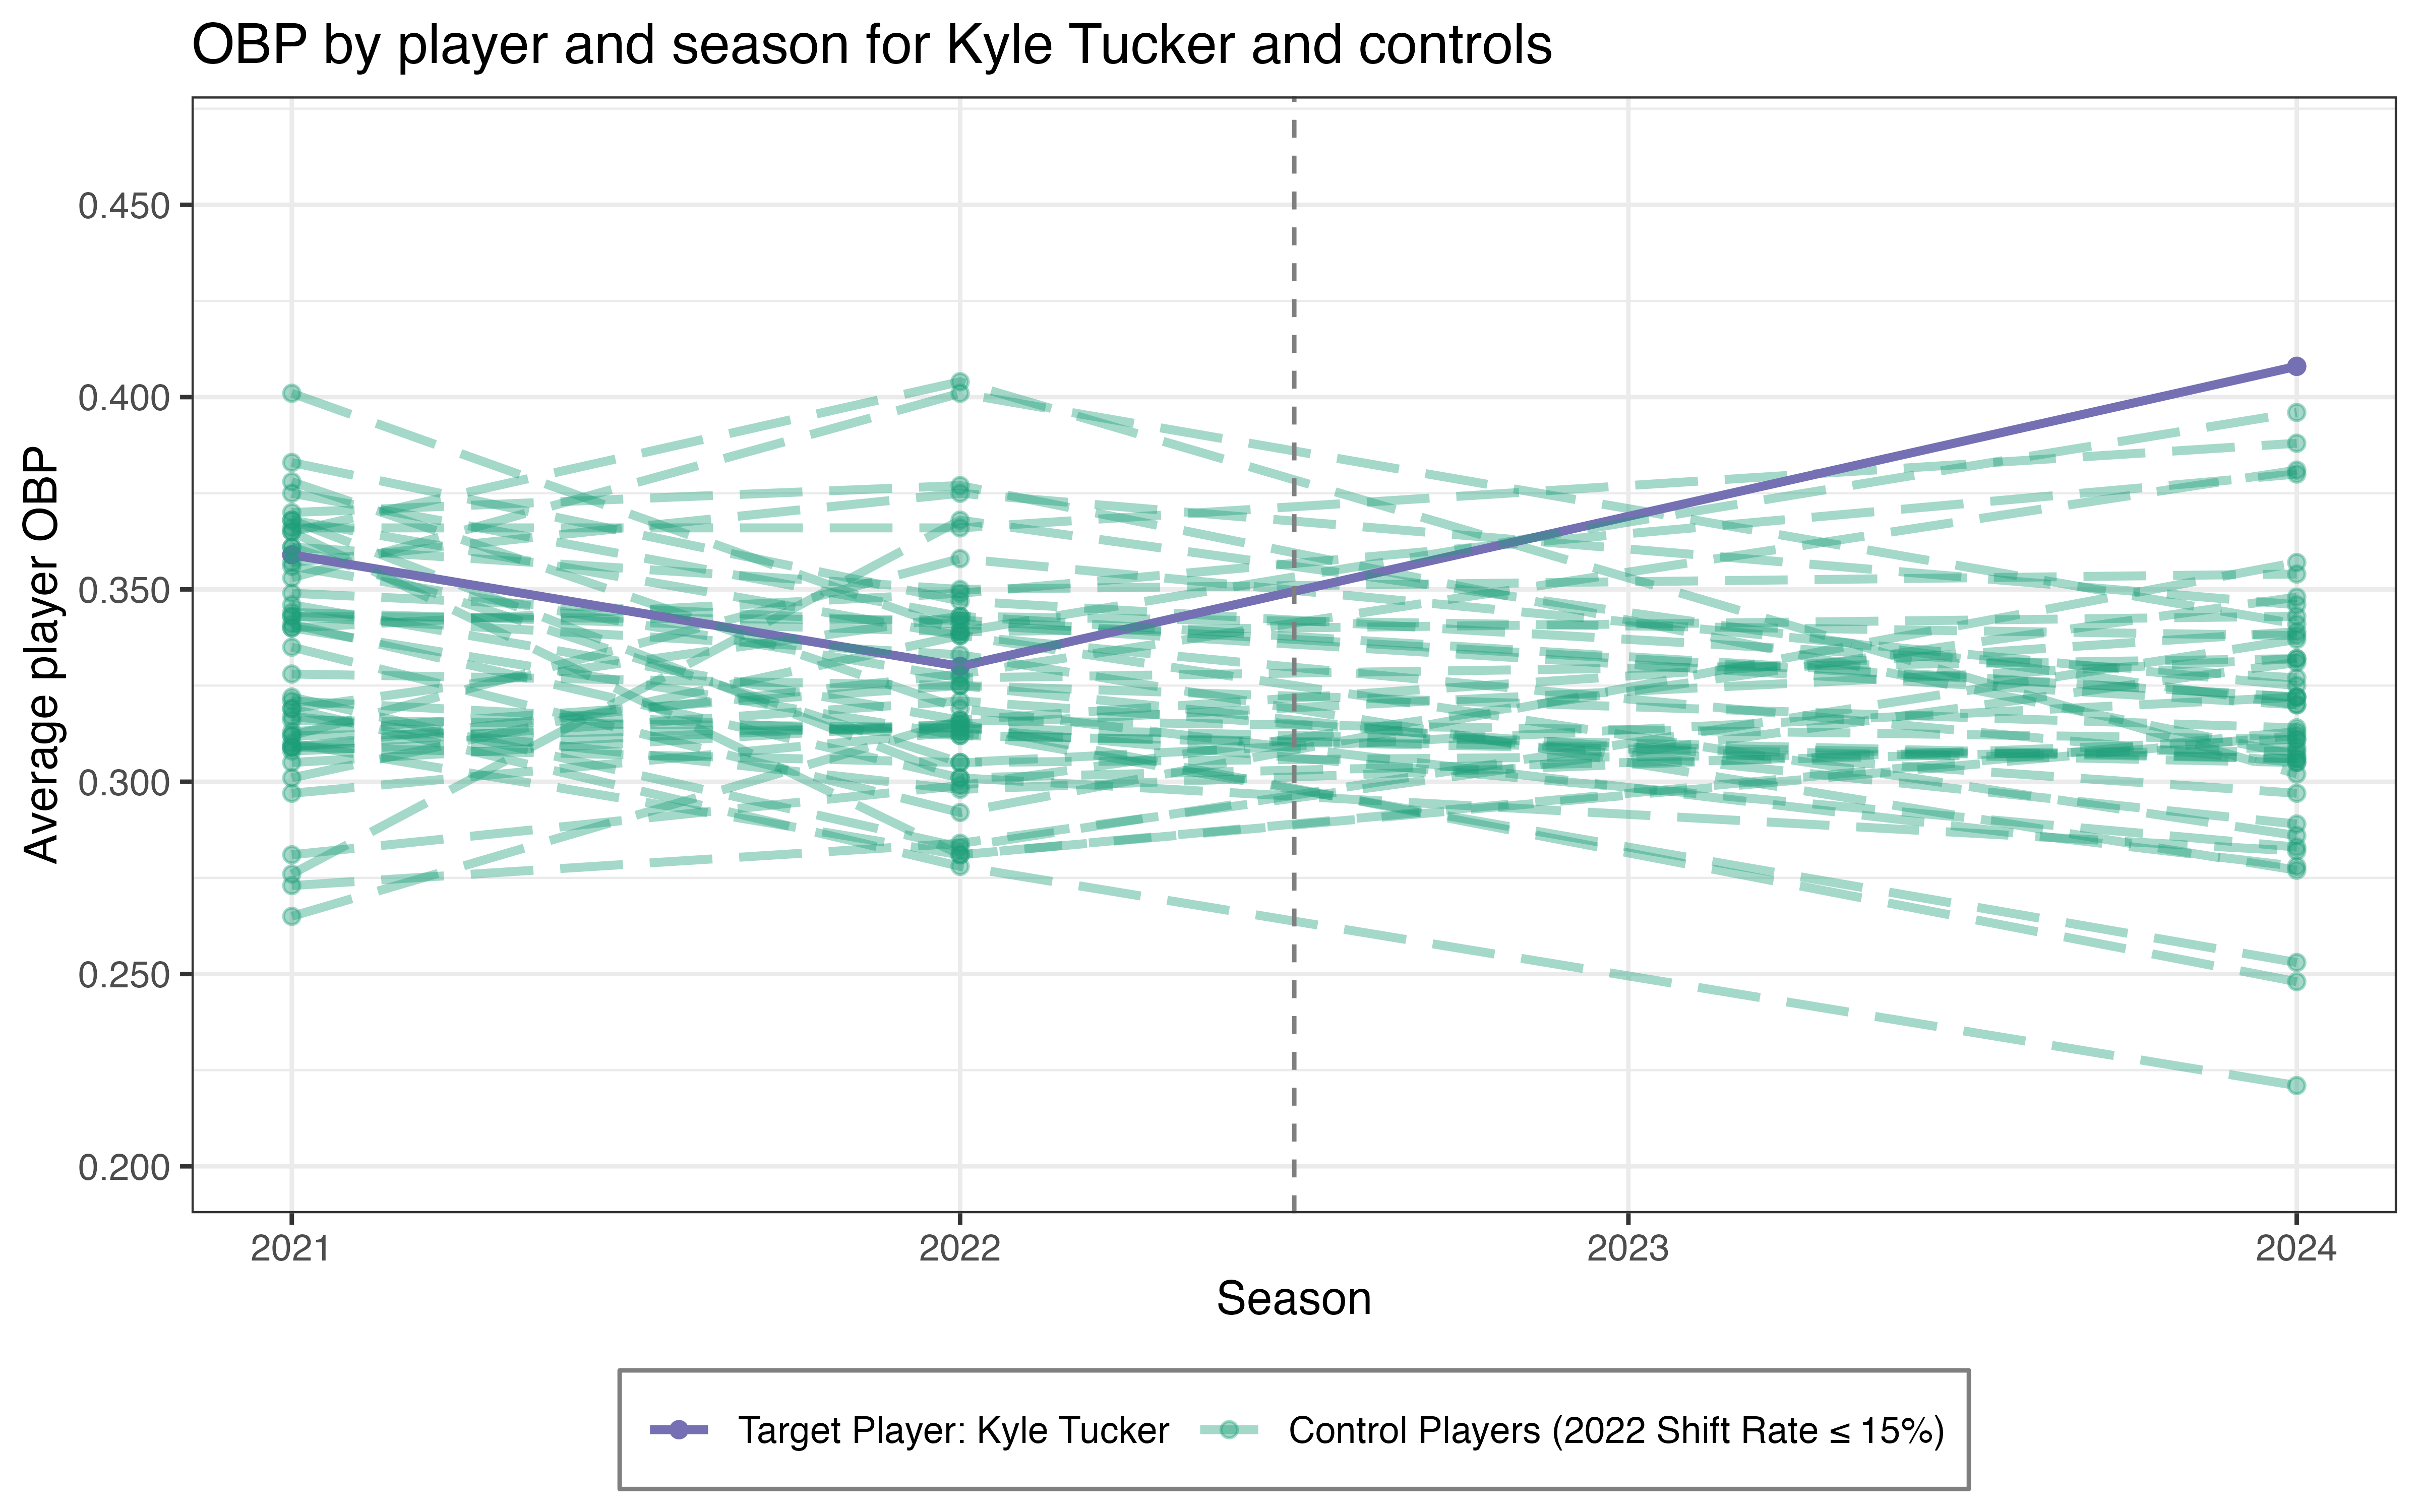 OBP by player and season for Kyle Tucker and controls
Average player OBP
0.450
0.400
0.350
0.300
0.250
0.200
2021 2022 2023 2024
Season
Target Player: Kyle Tucker Control Players (2022 Shift Rate ≤ 15%)